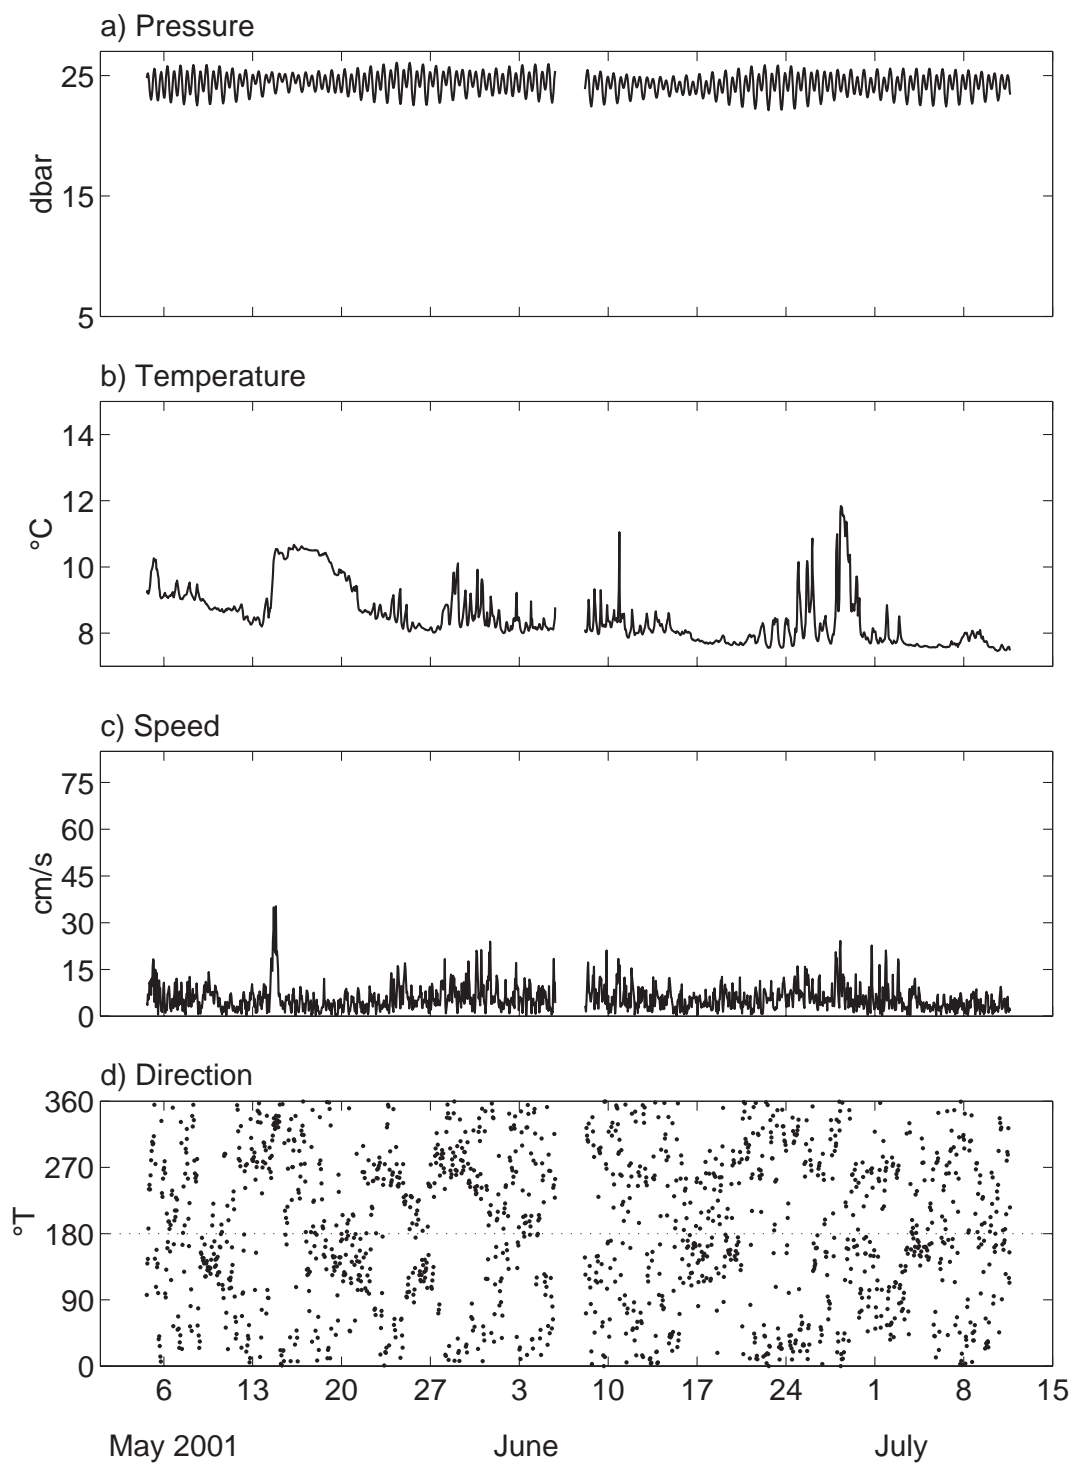 a) Pressure
25
15
5
dbar
b) Temperature
14
12
10
8
°C
c) Speed
75
60
45
30
15
0
cm/s
d) Direction
360
270
180
90
0
°T
6 13 20 27 3 10 17 24 1 8 15
May 2001 June July